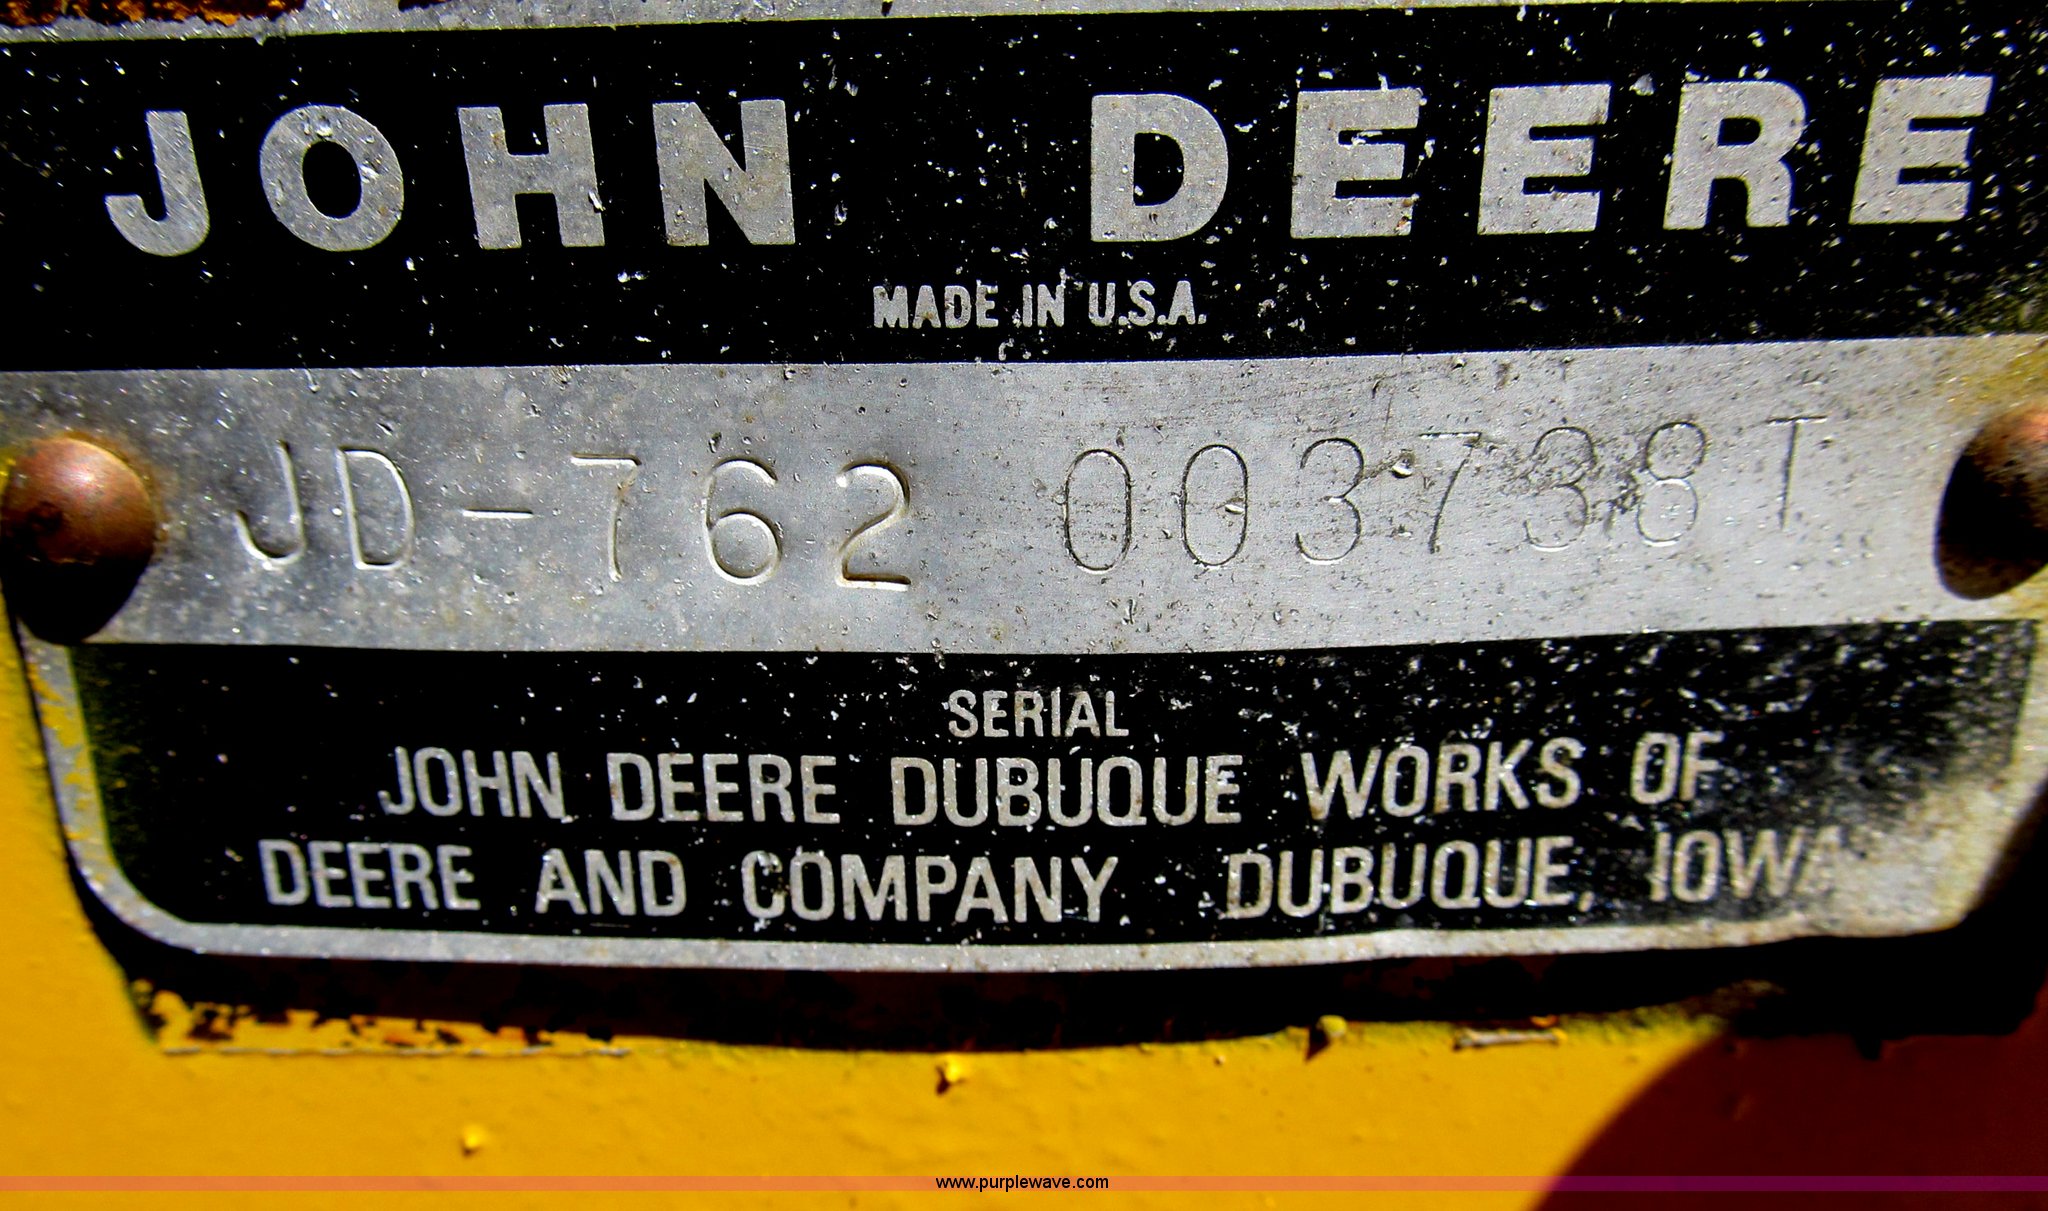 JOHN DEERE
MADE IN U.S.A.
JD-762 003738T
SERIAL
JOHN DEERE DUBUQUE WORKS OF
DEERE AND COMPANY DUBUQUE, IOWA
www.purplewave.com